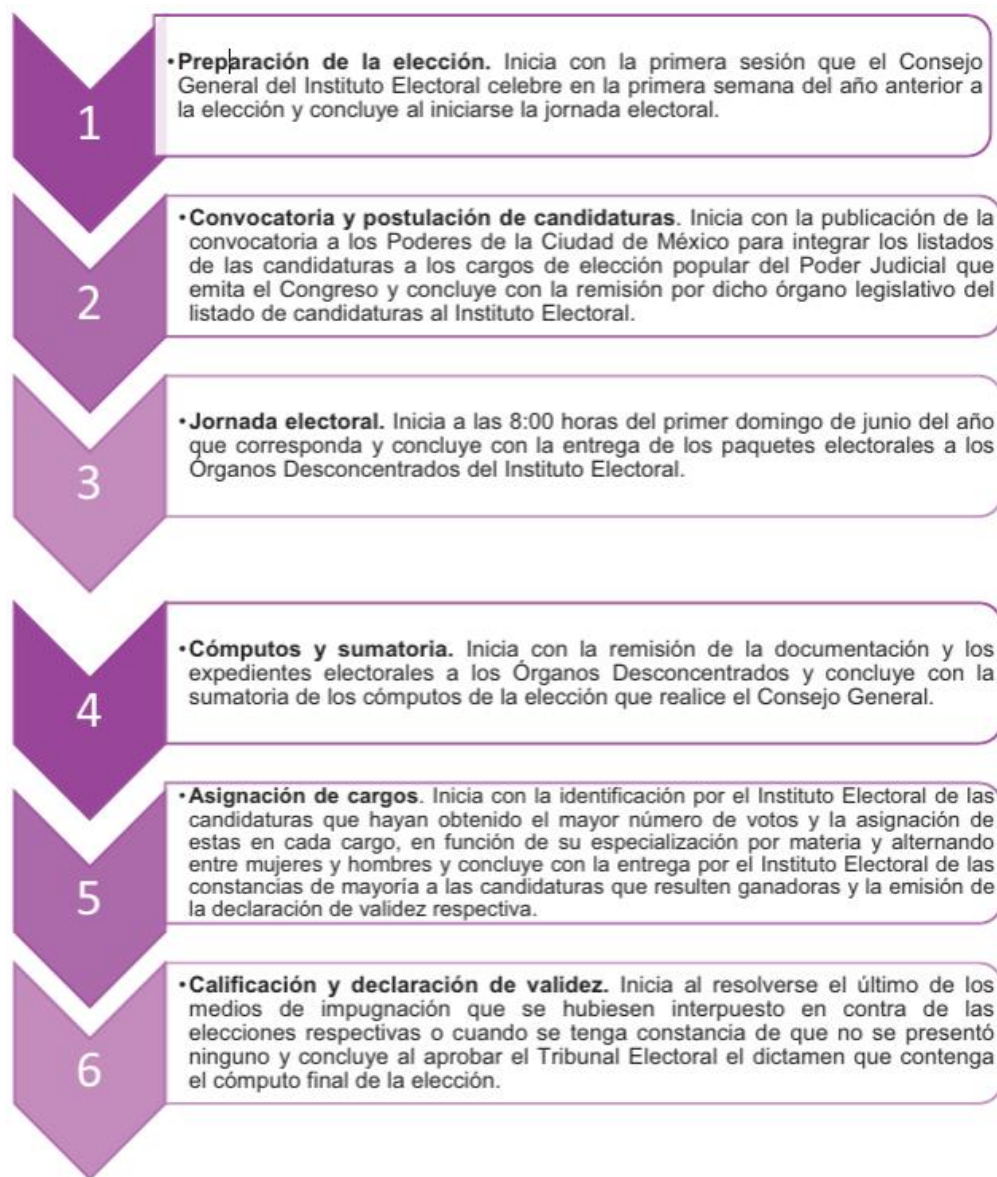 1
•Preparación de la elección. Inicia con la primera sesión que el Consejo
General del Instituto Electoral celebre en la primera semana del año anterior a
la elección y concluye al iniciarse la jornada electoral.
2
•Convocatoria y postulación de candidaturas. Inicia con la publicación de la
convocatoria a los Poderes de la Ciudad de México para integrar los listados
de las candidaturas a los cargos de elección popular del Poder Judicial que
emita el Congreso y concluye con la remisión por dicho órgano legislativo del
listado de candidaturas al Instituto Electoral.
3
•Jornada electoral. Inicia a las 8:00 horas del primer domingo de junio del año
que corresponda y concluye con la entrega de los paquetes electorales a los
Órganos Desconcentrados del Instituto Electoral.
4
•Cómputos y sumatoria. Inicia con la remisión de la documentación y los
expedientes electorales a los Órganos Desconcentrados y concluye con la
sumatoria de los cómputos de la elección que realice el Consejo General.
5
•Asignación de cargos. Inicia con la identificación por el Instituto Electoral de las
candidaturas que hayan obtenido el mayor número de votos y la asignación de
estas en cada cargo, en función de su especialización por materia y alternando
entre mujeres y hombres y concluye con la entrega por el Instituto Electoral de las
constancias de mayoría a las candidaturas que resulten ganadoras y la emisión de
la declaración de validez respectiva.
6
•Calificación y declaración de validez. Inicia al resolverse el último de los
medios de impugnación que se hubiesen interpuesto en contra de las
elecciones respectivas o cuando se tenga constancia de que no se presentó
ninguno y concluye al aprobar el Tribunal Electoral el dictamen que contenga
el cómputo final de la elección.